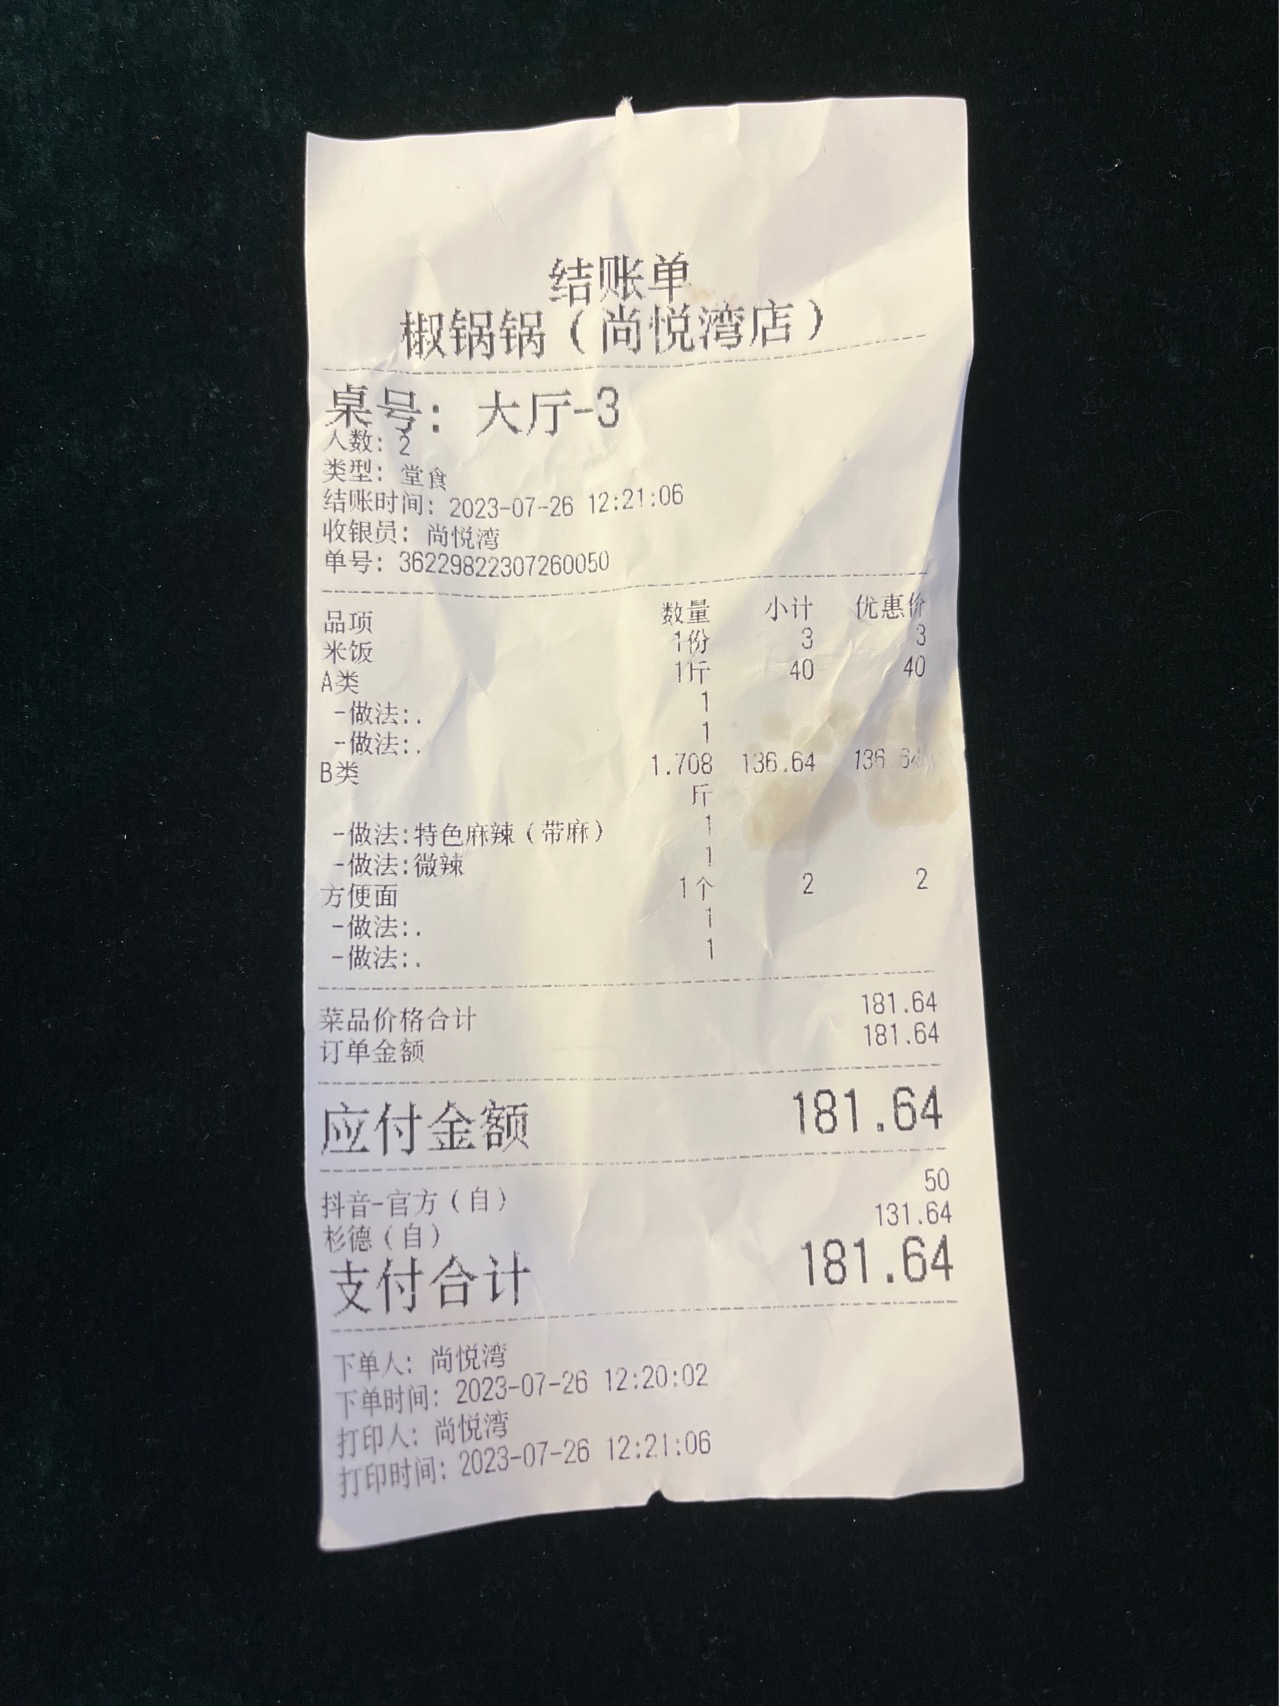 结账单
椒锅锅（尚悦湾店）
桌号： 大厅-3
人数：2
类型：堂食
结账时间：2023-07-26 12:21:06
收银员：尚悦湾
单号：36229822307260050
品项 数量 小计 优惠价
米饭 1份 3 3
A类 1斤 40 40
-做法:. 1
-做法:. 1
B类 1.708 136.64 136.64
斤
-做法:特色麻辣（带麻） 1
-做法:微辣 1
方便面 1个 2 2
-做法:. 1
-做法:. 1
菜品价格合计 181.64
订单金额 181.64
应付金额 181.64
抖音-官方（自） 50
杉德（自） 131.64
支付合计 181.64
下单人：尚悦湾
下单时间：2023-07-26 12:20:02
打印人：尚悦湾
打印时间：2023-07-26 12:21:06